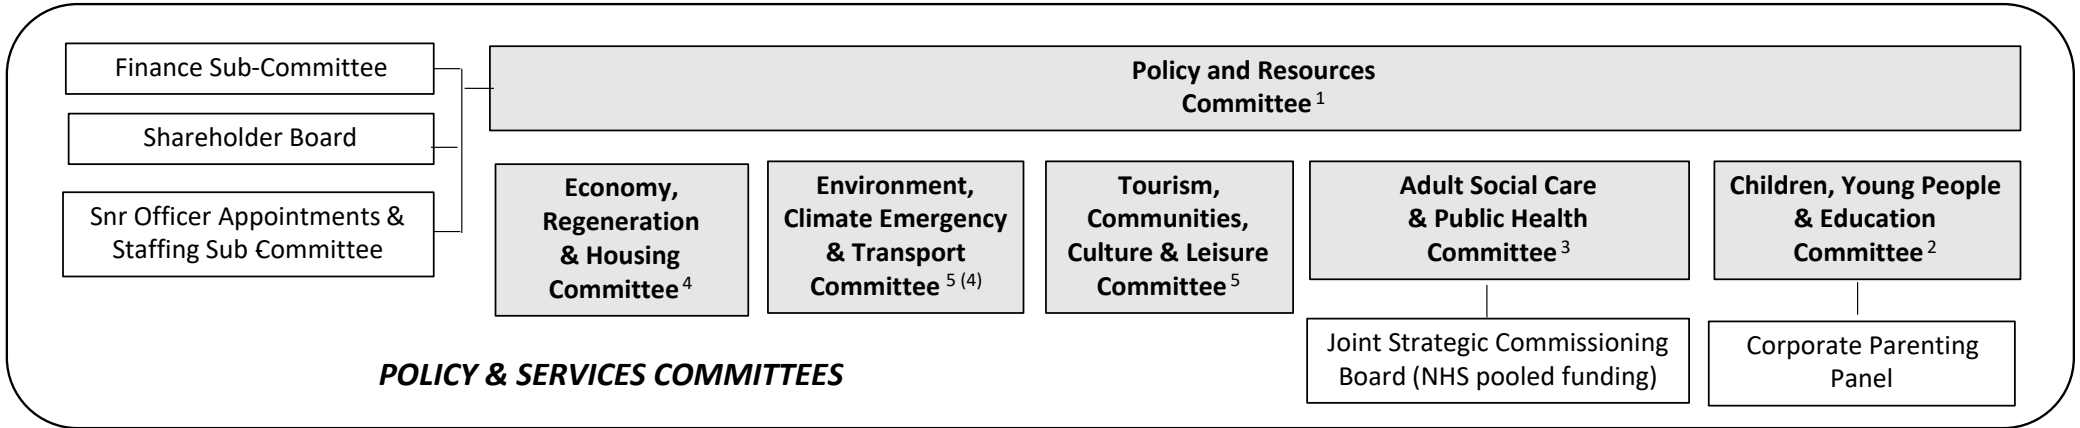 Finance Sub-Committee
Shareholder Board
Snr Officer Appointments &
Staffing Sub Committee
Policy and Resources
Committee 1
Economy,
Regeneration
& Housing
Committee 4
Environment,
Climate Emergency
& Transport
Committee 5 (4)
Tourism,
Communities,
Culture & Leisure
Committee 5
Adult Social Care
& Public Health
Committee 3
Children, Young People
& Education
Committee 2
Joint Strategic Commissioning
Board (NHS pooled funding)
Corporate Parenting
Panel
POLICY & SERVICES COMMITTEES